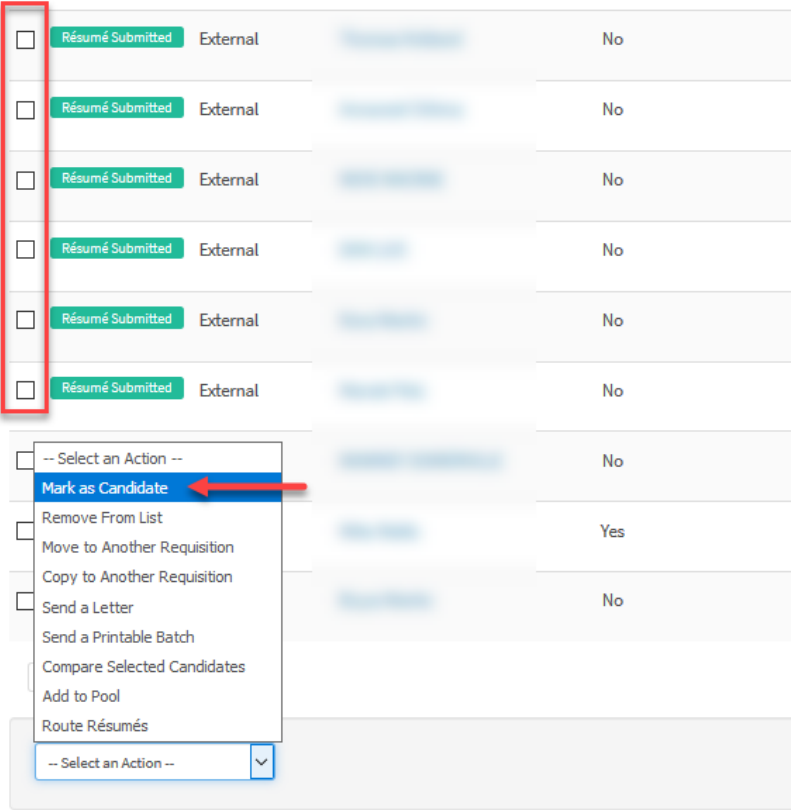 Résumé Submitted External No
Résumé Submitted External No
Résumé Submitted External No
Résumé Submitted External No
Résumé Submitted External No
Résumé Submitted External No
-- Select an Action -- No
Mark as Candidate
Remove From List
Yes
Move to Another Requisition
Copy to Another Requisition
No
Send a Letter
Send a Printable Batch
Compare Selected Candidates
Add to Pool
Route Résumés
-- Select an Action --